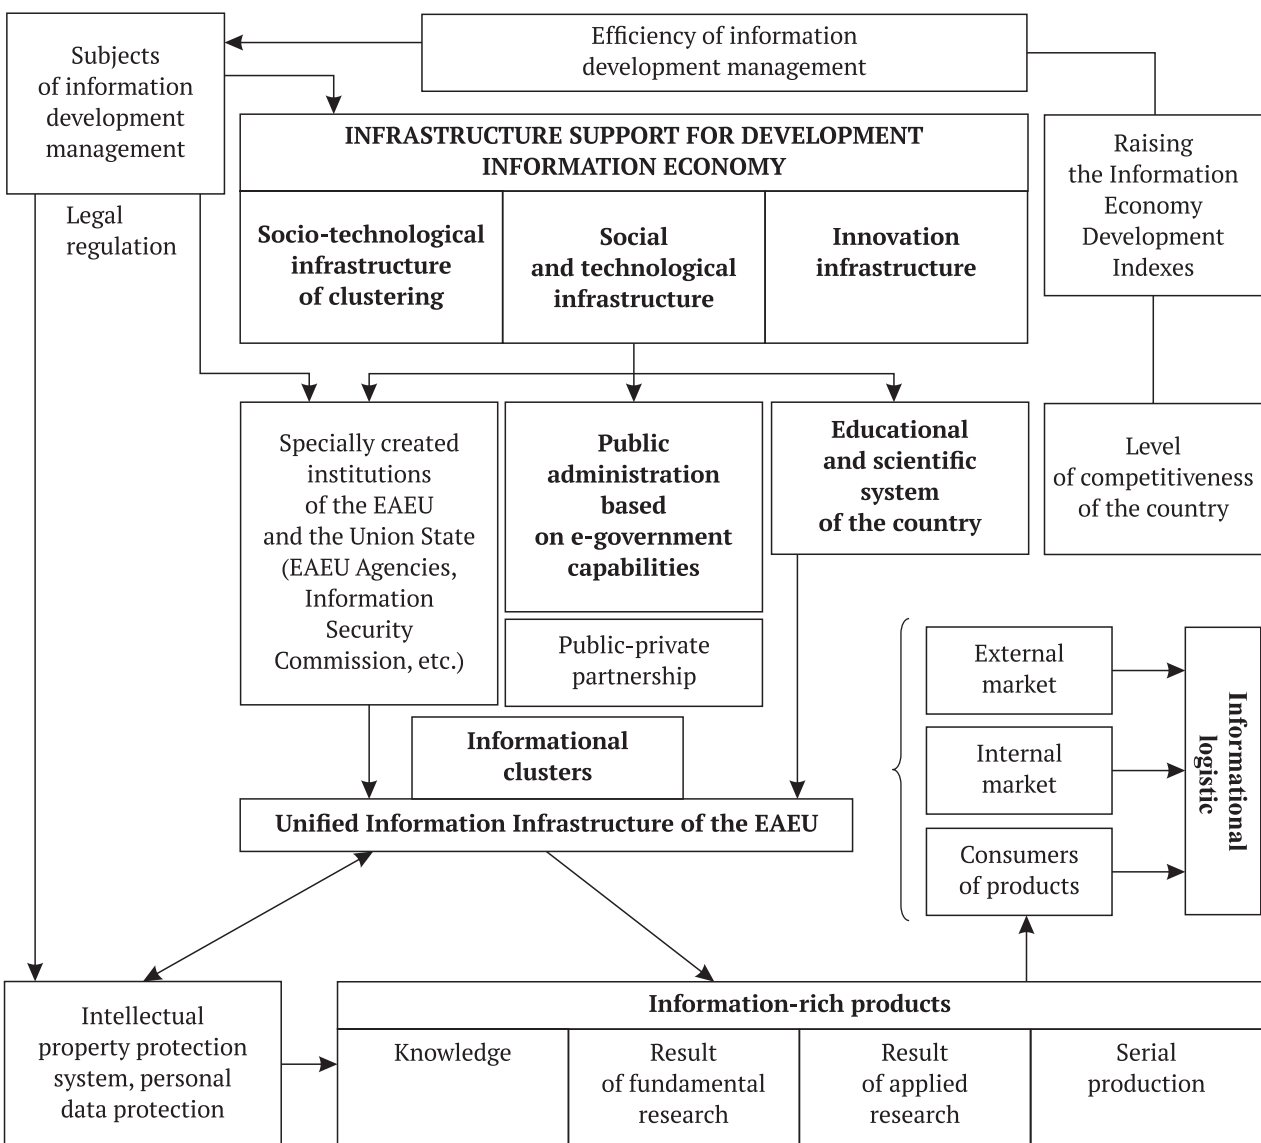 Subjects
of information
development
management
Efficiency of information
development management
INFRASTRUCTURE SUPPORT FOR DEVELOPMENT
INFORMATION ECONOMY
Raising
the Information
Economy
Development
Indexes
Legal
regulation
Socio-technological
infrastructure
of clustering
Social
and technological
infrastructure
Innovation
infrastructure
Specially created
institutions
of the EAEU
and the Union State
(EAEU Agencies,
Information
Security
Commission, etc.)
Public
administration
based
on e-government
capabilities
Educational
and scientific
system
of the country
Level
of competitiveness
of the country
Public-private
partnership
External
market
Internal
market
Consumers
of products
Informational
logistic
Informational
clusters
Unified Information Infrastructure of the EAEU
Intellectual
property protection
system, personal
data protection
Information-rich products
Knowledge
Result
of fundamental
research
Result
of applied
research
Serial
production